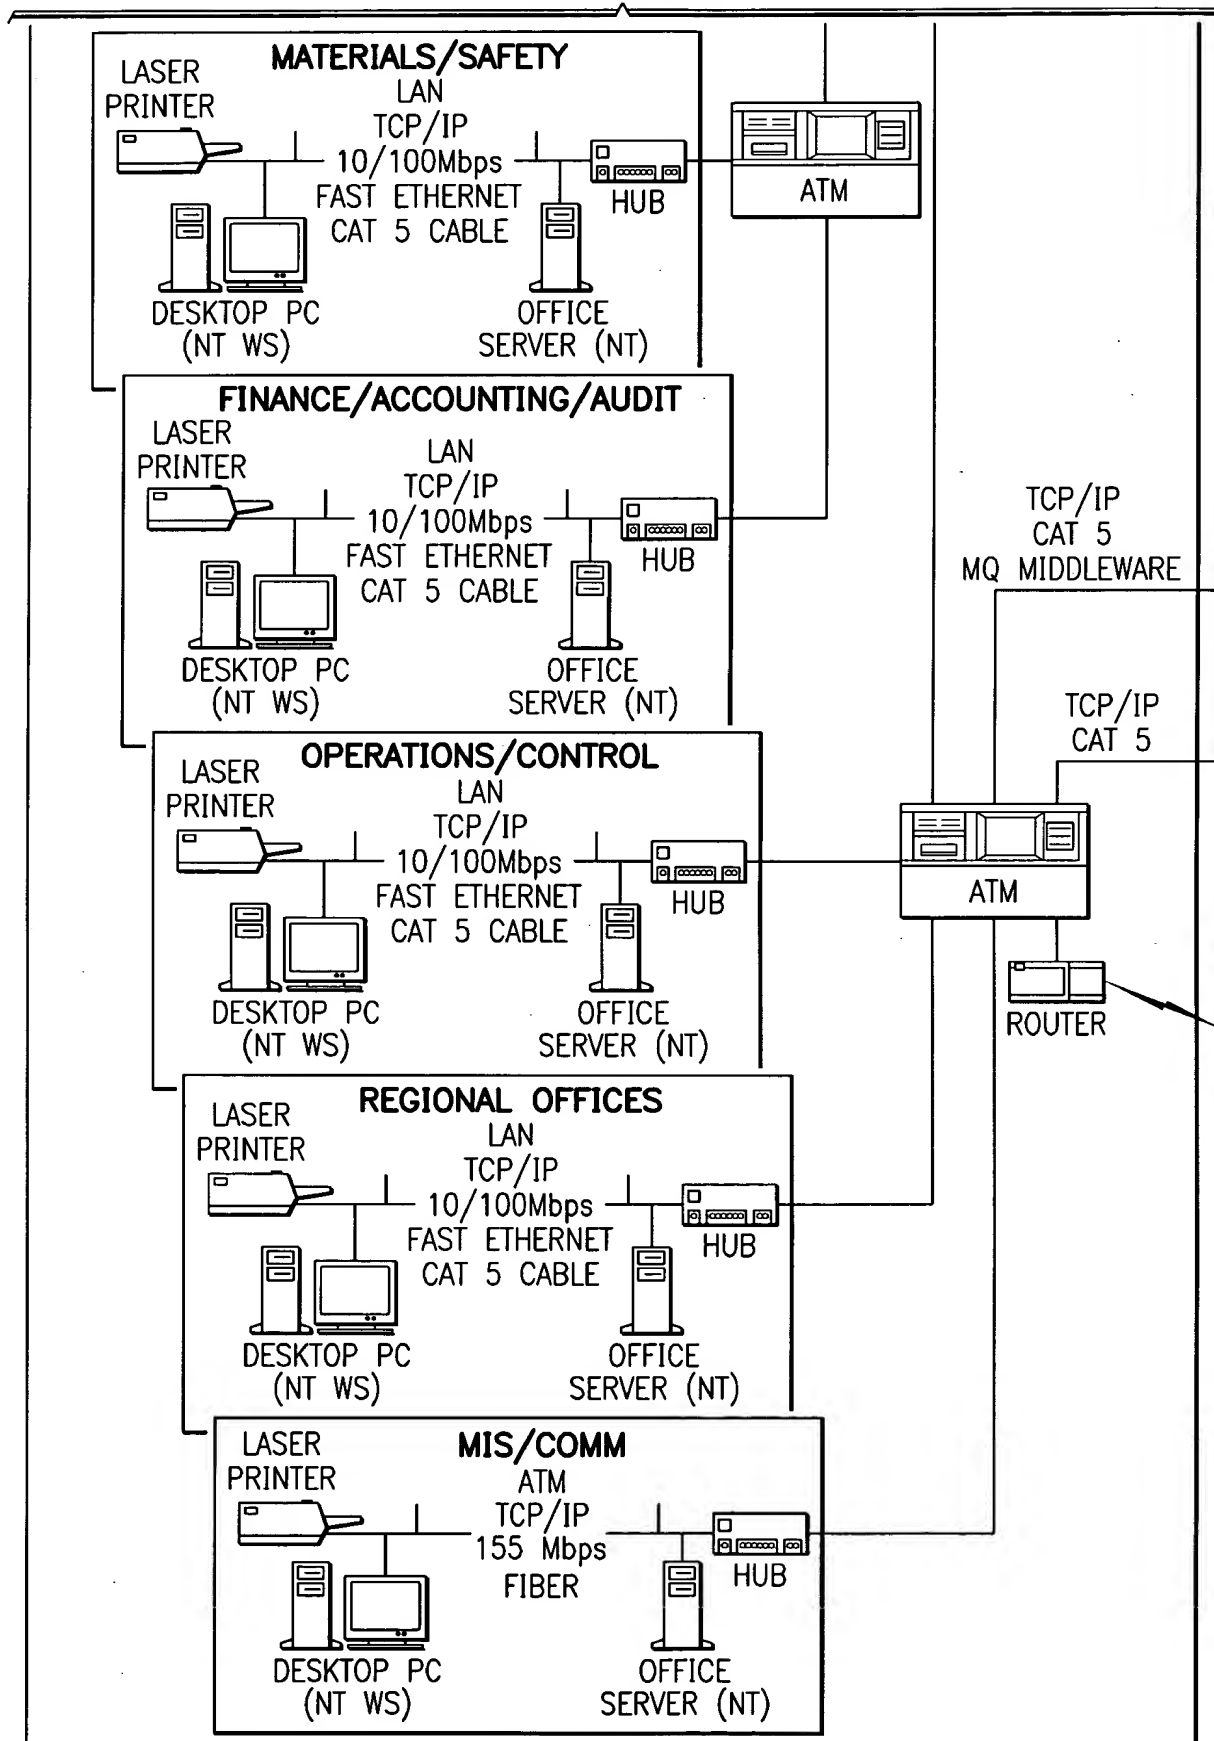 MATERIALS/SAFETY
LASER
PRINTER
LAN
TCP/IP
10/100Mbps
FAST ETHERNET
CAT 5 CABLE
HUB
ATM
DESKTOP PC
(NT WS)
OFFICE
SERVER (NT)
FINANCE/ACCOUNTING/AUDIT
LASER
PRINTER
LAN
TCP/IP
10/100Mbps
FAST ETHERNET
CAT 5 CABLE
HUB
DESKTOP PC
(NT WS)
OFFICE
SERVER (NT)
TCP/IP
CAT 5
MQ MIDDLEWARE
TCP/IP
CAT 5
OPERATIONS/CONTROL
LASER
PRINTER
LAN
TCP/IP
10/100Mbps
FAST ETHERNET
CAT 5 CABLE
HUB
ATM
DESKTOP PC
(NT WS)
OFFICE
SERVER (NT)
ROUTER
REGIONAL OFFICES
LASER
PRINTER
LAN
TCP/IP
10/100Mbps
FAST ETHERNET
CAT 5 CABLE
HUB
DESKTOP PC
(NT WS)
OFFICE
SERVER (NT)
MIS/COMM
LASER
PRINTER
ATM
TCP/IP
155 Mbps
FIBER
HUB
DESKTOP PC
(NT WS)
OFFICE
SERVER (NT)